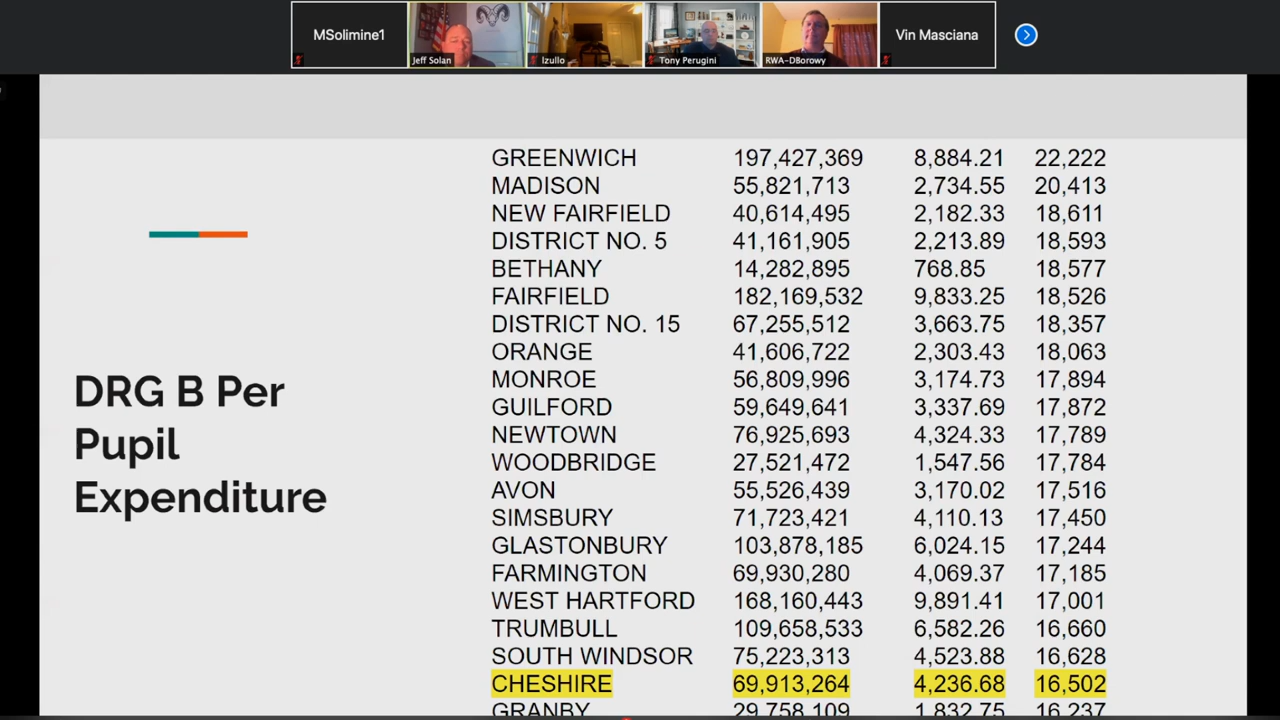 MSolimine1
Jeff Solan
lzullo
Tony Perugini
RWA-DBorowy
Vin Masciana
DRG B Per
Pupil
Expenditure
GREENWICH 197,427,369 8,884.21 22,222
MADISON 55,821,713 2,734.55 20,413
NEW FAIRFIELD 40,614,495 2,182.33 18,611
DISTRICT NO. 5 41,161,905 2,213.89 18,593
BETHANY 14,282,895 768.85 18,577
FAIRFIELD 182,169,532 9,833.25 18,526
DISTRICT NO. 15 67,255,512 3,663.75 18,357
ORANGE 41,606,722 2,303.43 18,063
MONROE 56,809,996 3,174.73 17,894
GUILFORD 59,649,641 3,337.69 17,872
NEWTOWN 76,925,693 4,324.33 17,789
WOODBRIDGE 27,521,472 1,547.56 17,784
AVON 55,526,439 3,170.02 17,516
SIMSBURY 71,723,421 4,110.13 17,450
GLASTONBURY 103,878,185 6,024.15 17,244
FARMINGTON 69,930,280 4,069.37 17,185
WEST HARTFORD 168,160,443 9,891.41 17,001
TRUMBULL 109,658,533 6,582.26 16,660
SOUTH WINDSOR 75,223,313 4,523.88 16,628
CHESHIRE 69,913,264 4,236.68 16,502
GRANBY 29,758,109 1,832.75 16,237